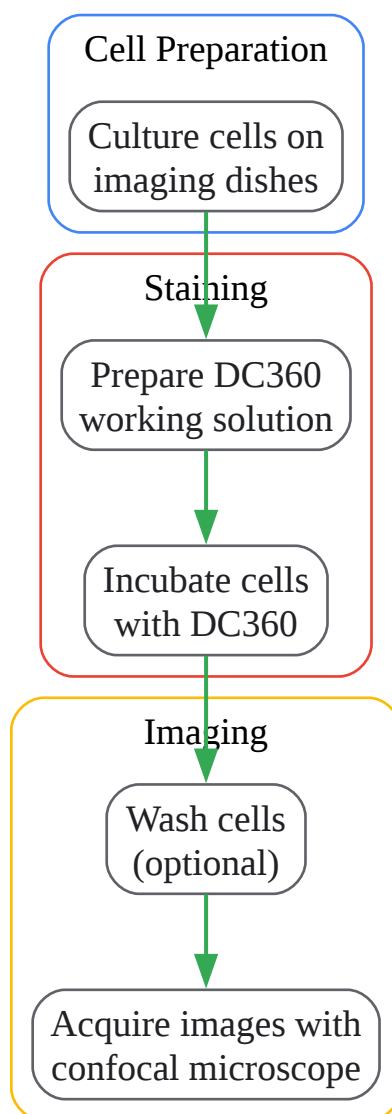 Cell Preparation
Culture cells on
imaging dishes
Staining
Prepare DC360
working solution
Incubate cells
with DC360
Imaging
Wash cells
(optional)
Acquire images with
confocal microscope